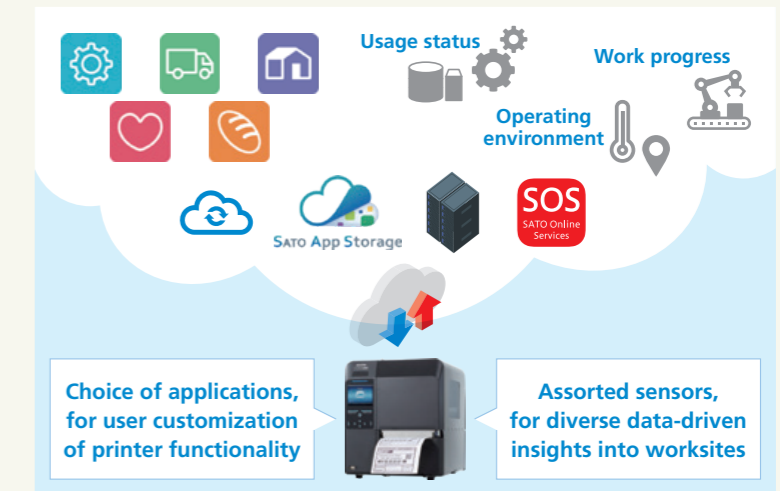 Usage status
Work progress
Operating
environment
SATO App Storage
SOS
SATO Online
Services
Choice of applications,
for user customization
of printer functionality
Assorted sensors,
for diverse data-driven
insights into worksites